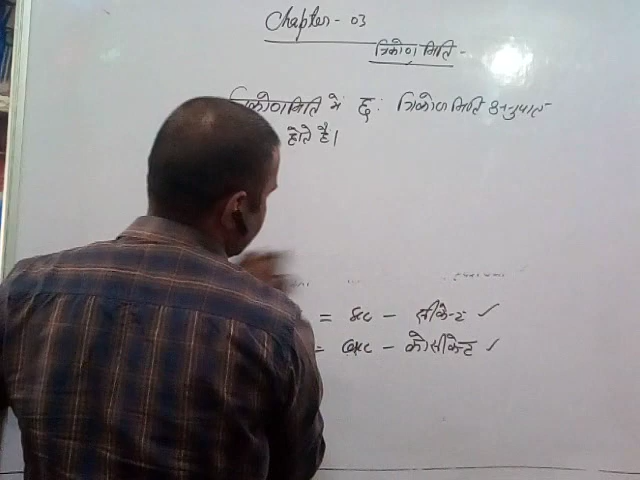 Chapter - 03
त्रिकोणमिति -
त्रिकोणमिति में छः त्रिकोणमिति अनुपात
होते है।
= sec - सीकेन्ट ✓
= cosec - कोसीकेन्ट ✓